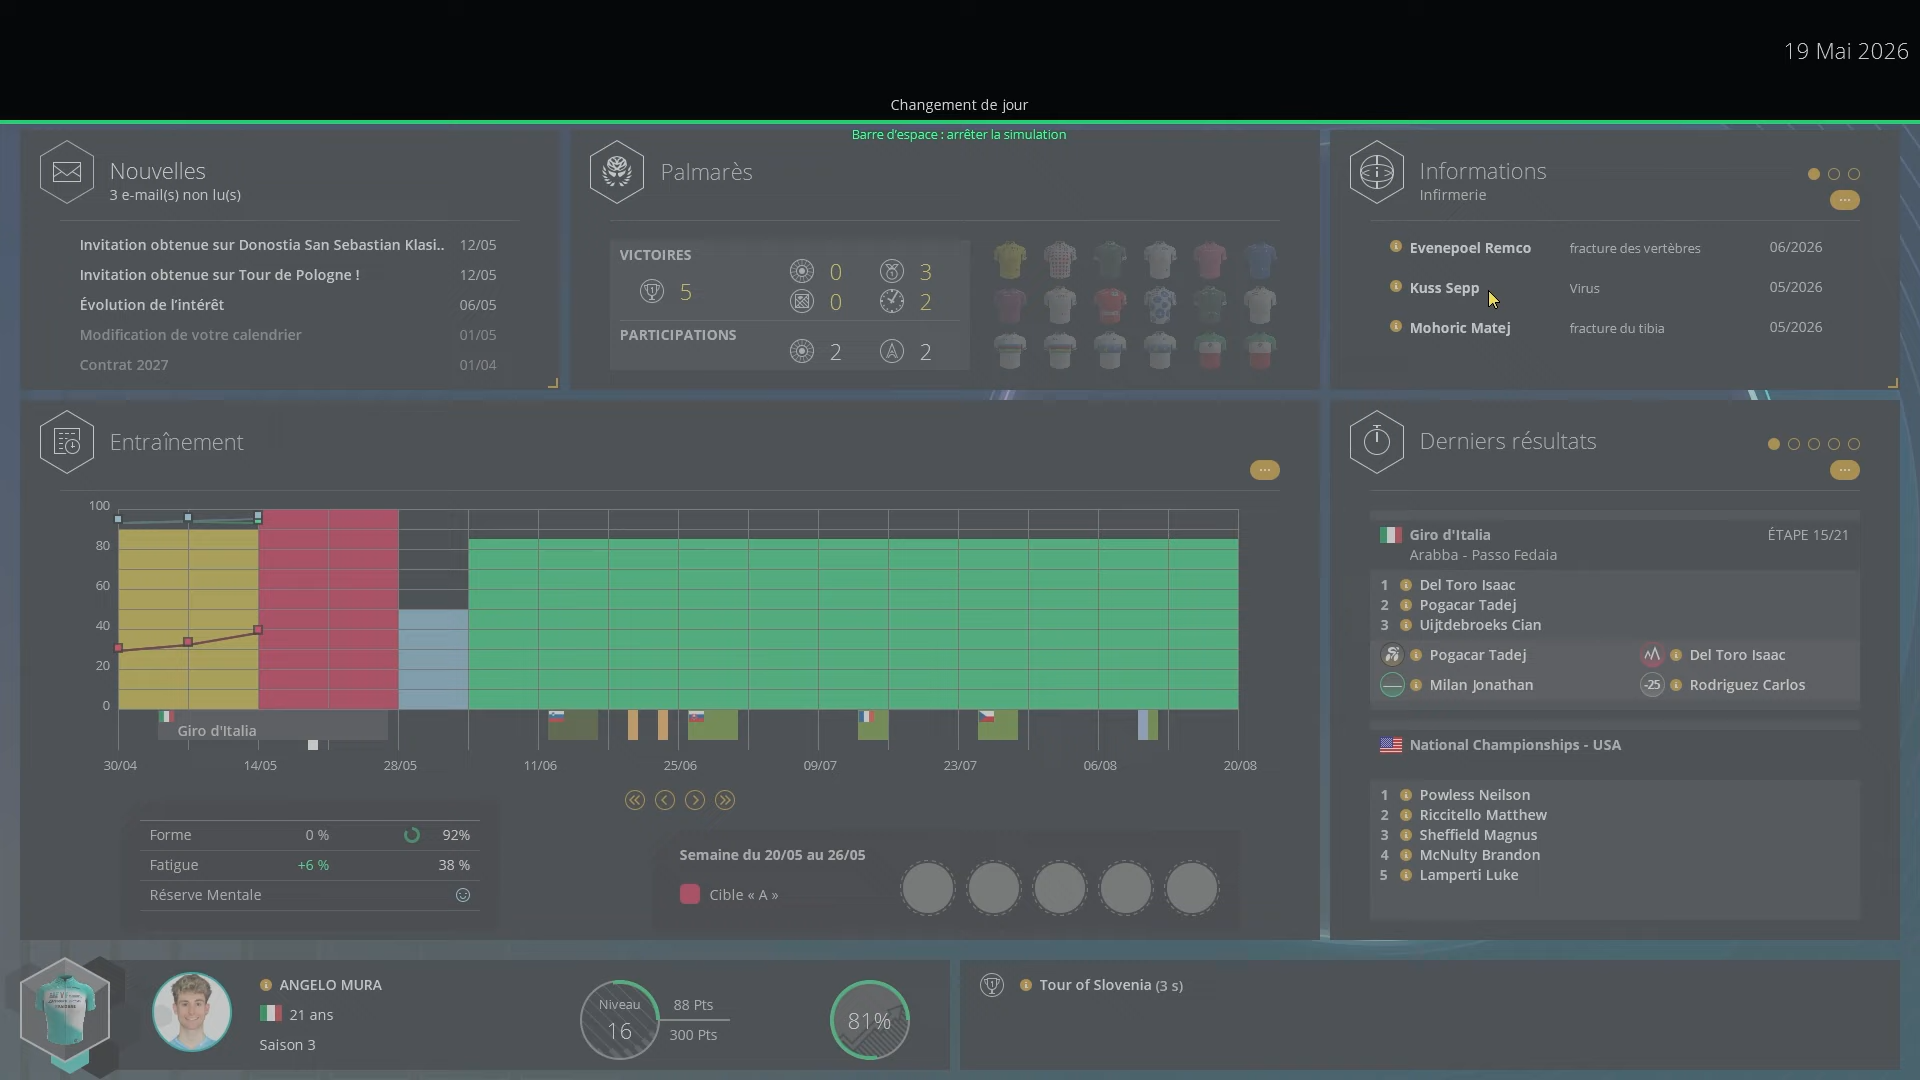 19 Mai 2026
Changement de jour
Barre d'espace : arrêter la simulation
Nouvelles
3 e-mail(s) non lu(s)
Invitation obtenue sur Donostia San Sebastian Klasi.. 12/05
Invitation obtenue sur Tour de Pologne ! 12/05
Évolution de l'intérêt 06/05
Modification de votre calendrier 01/05
Contrat 2027 01/04
Palmarès
VICTOIRES
5
0 3
0 2
PARTICIPATIONS
2 2
Informations
Infirmerie
Evenepoel Remco fracture des vertèbres 06/2026
Kuss Sepp Virus 05/2026
Mohoric Matej fracture du tibia 05/2026
Entraînement
100
80
60
40
20
0
Giro d'Italia
30/04 14/05 28/05 11/06 25/06 09/07 23/07 06/08 20/08
Forme 0 % 92%
Fatigue +6 % 38 %
Réserve Mentale
Semaine du 20/05 au 26/05
Cible « A »
Derniers résultats
Giro d'Italia ÉTAPE 15/21
Arabba - Passo Fedaia
1 Del Toro Isaac
2 Pogacar Tadej
3 Uijtdebroeks Cian
Pogacar Tadej Del Toro Isaac
Milan Jonathan -25 Rodriguez Carlos
National Championships - USA
1 Powless Neilson
2 Riccitello Matthew
3 Sheffield Magnus
4 McNulty Brandon
5 Lamperti Luke
ANGELO MURA
21 ans
Saison 3
Niveau
16
88 Pts
300 Pts
81%
Tour of Slovenia (3 s)